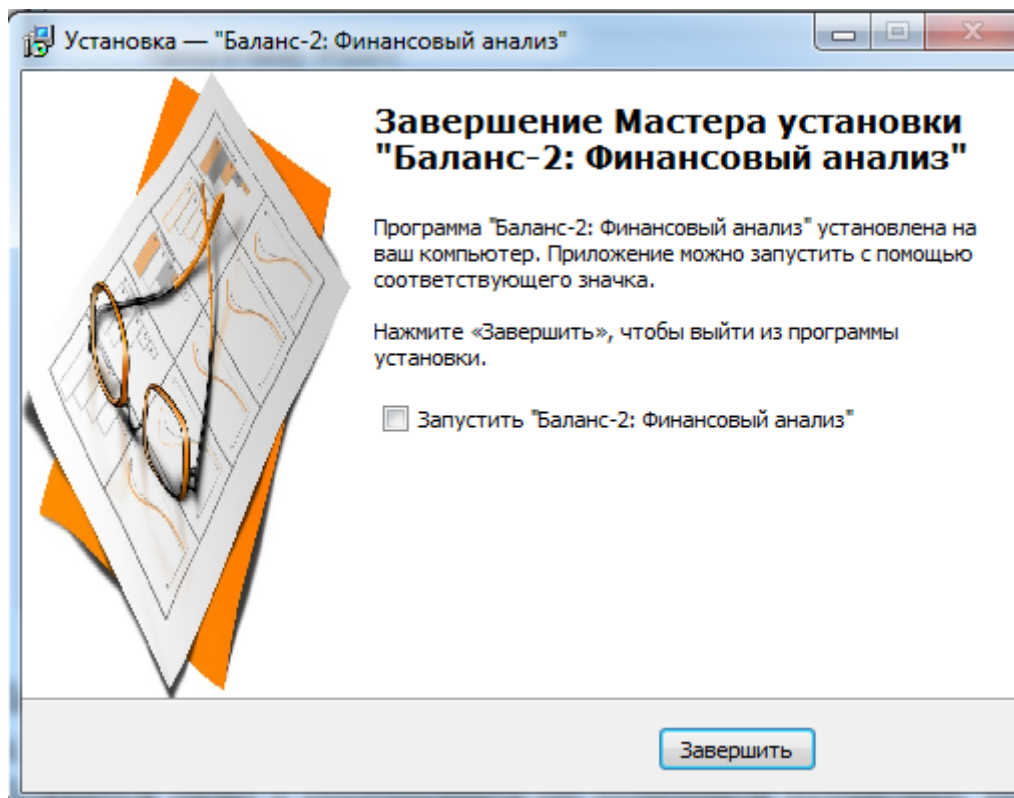 Установка — "Баланс-2: Финансовый анализ"
Завершение Мастера установки
"Баланс-2: Финансовый анализ"
Программа "Баланс-2: Финансовый анализ" установлена на
ваш компьютер. Приложение можно запустить с помощью
соответствующего значка.
Нажмите «Завершить», чтобы выйти из программы
установки.
Запустить "Баланс-2: Финансовый анализ"
Завершить